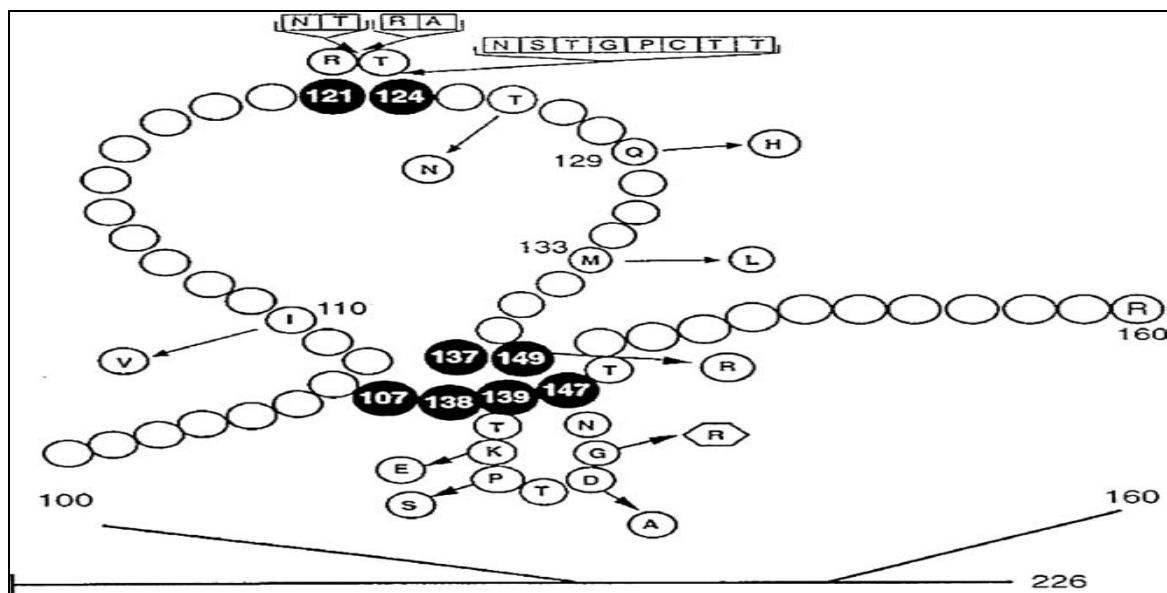 N T R A
N S T G P C T T
R T
121 124
T
N
129 Q H
133 M L
110
I
V
R
160
137 149 R
T
107 138 139 147
T N
K G R
E
P T D
S
A
100
160
226